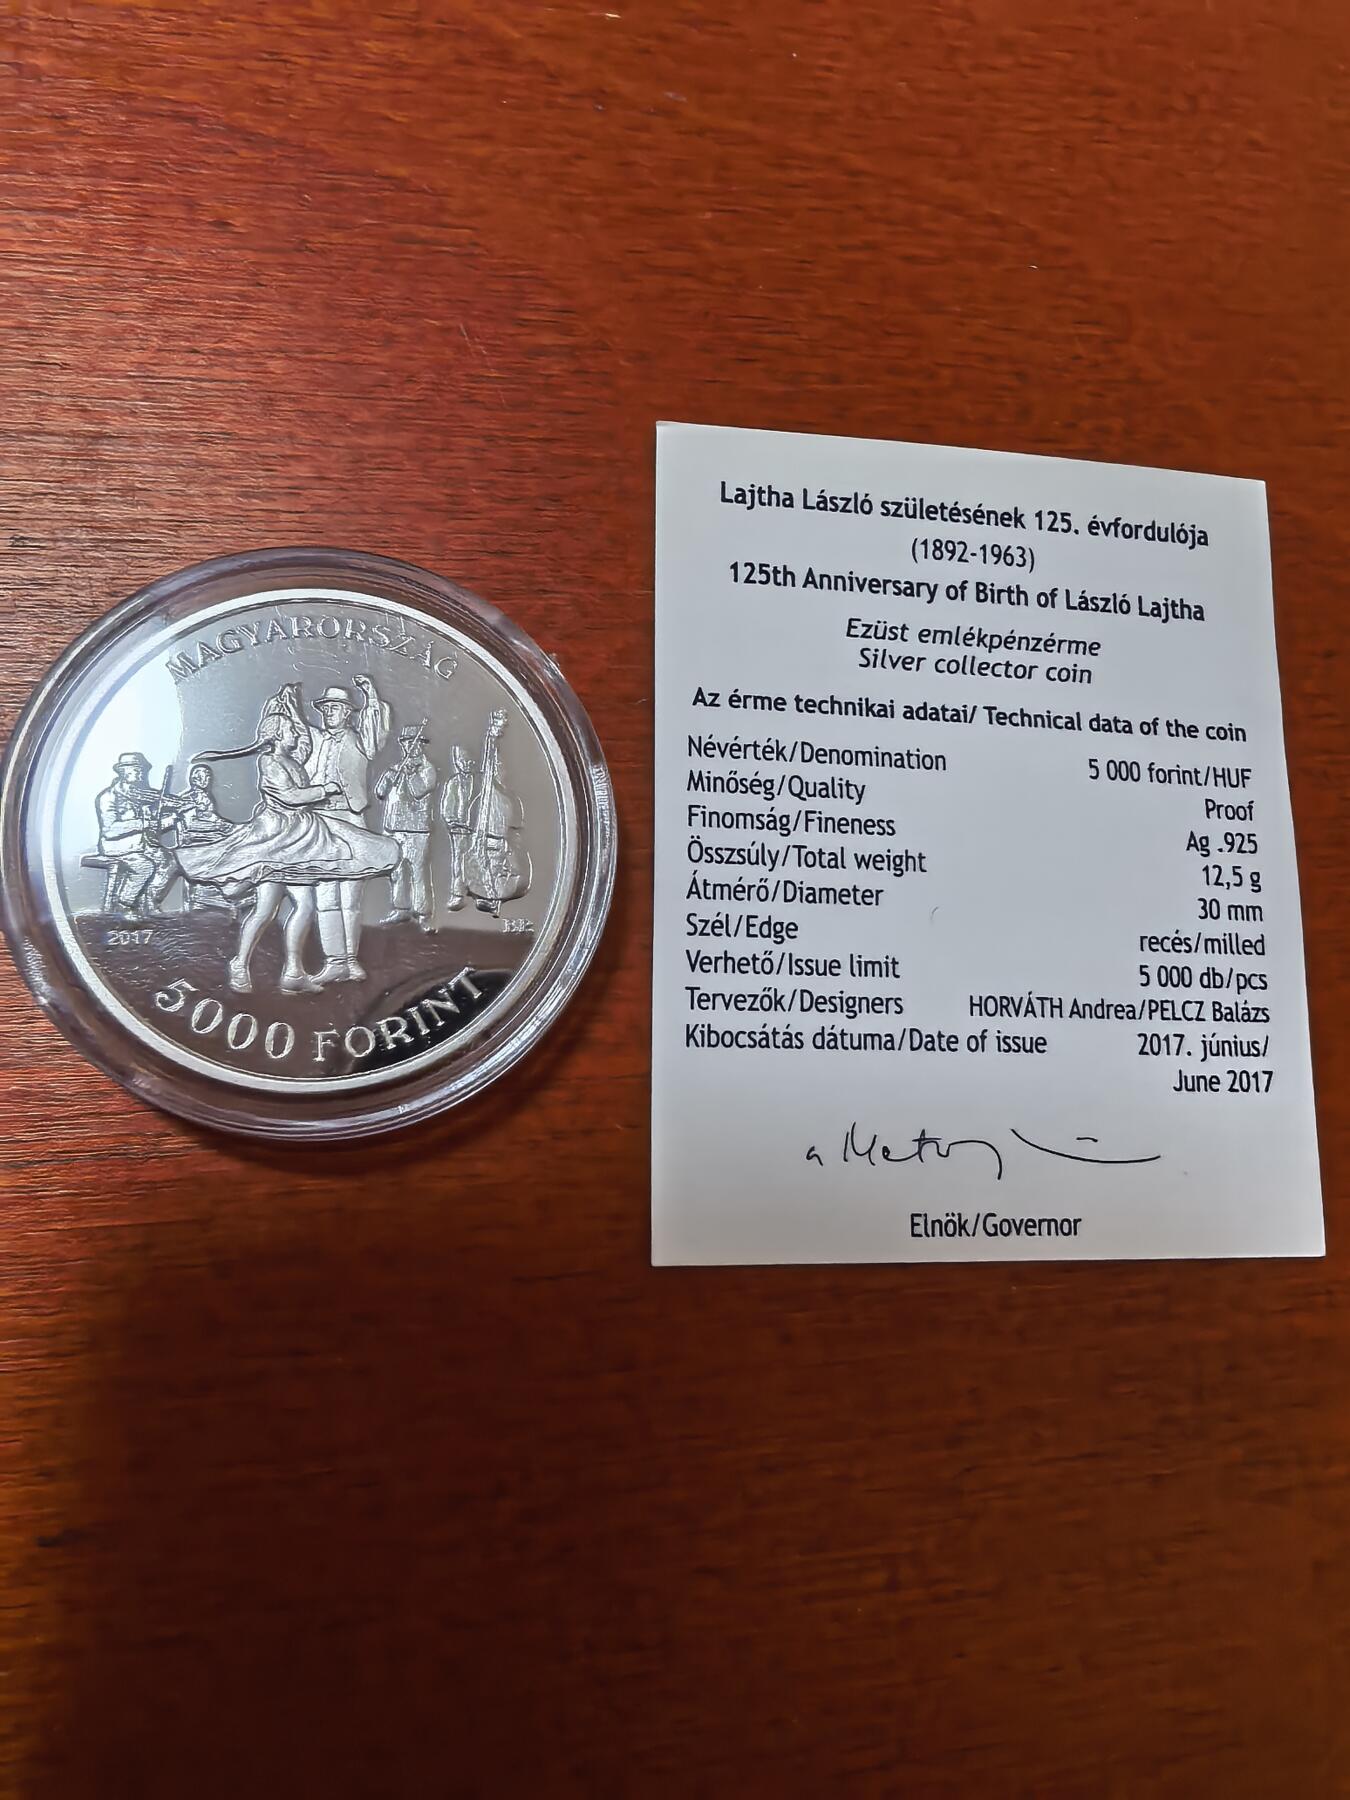 MAGYARORSZÁG
2017
BP.
5000 FORINT
Lajtha László születésének 125. évfordulója
(1892-1963)
125th Anniversary of Birth of László Lajtha
Ezüst emlékpénzérme
Silver collector coin
Az érme technikai adatai/ Technical data of the coin
Névérték/Denomination 5 000 forint/HUF
Minőség/Quality Proof
Finomság/Fineness Ag .925
Összsúly/Total weight 12,5 g
Átmérő/Diameter 30 mm
Szél/Edge recés/milled
Verhető/Issue limit 5 000 db/pcs
Tervezők/Designers HORVÁTH Andrea/PELCZ Balázs
Kibocsátás dátuma/Date of issue 2017. június/
June 2017
Elnök/Governor